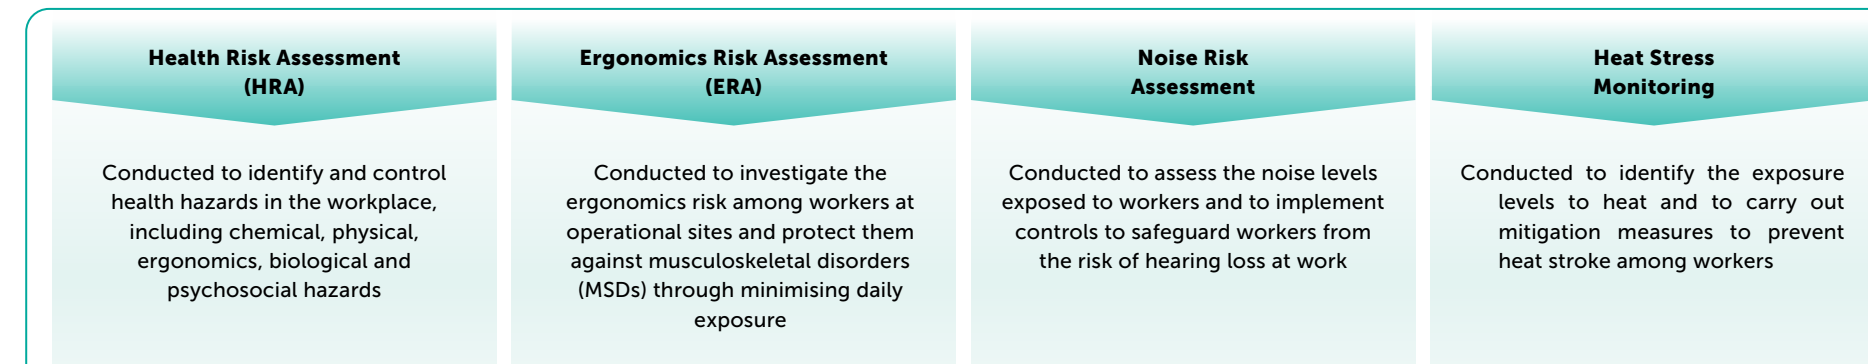 Health Risk Assessment
(HRA)
Conducted to identify and control
health hazards in the workplace,
including chemical, physical,
ergonomics, biological and
psychosocial hazards
Ergonomics Risk Assessment
(ERA)
Conducted to investigate the
ergonomics risk among workers at
operational sites and protect them
against musculoskeletal disorders
(MSDs) through minimising daily
exposure
Noise Risk
Assessment
Conducted to assess the noise levels
exposed to workers and to implement
controls to safeguard workers from
the risk of hearing loss at work
Heat Stress
Monitoring
Conducted to identify the exposure
levels to heat and to carry out
mitigation measures to prevent
heat stroke among workers